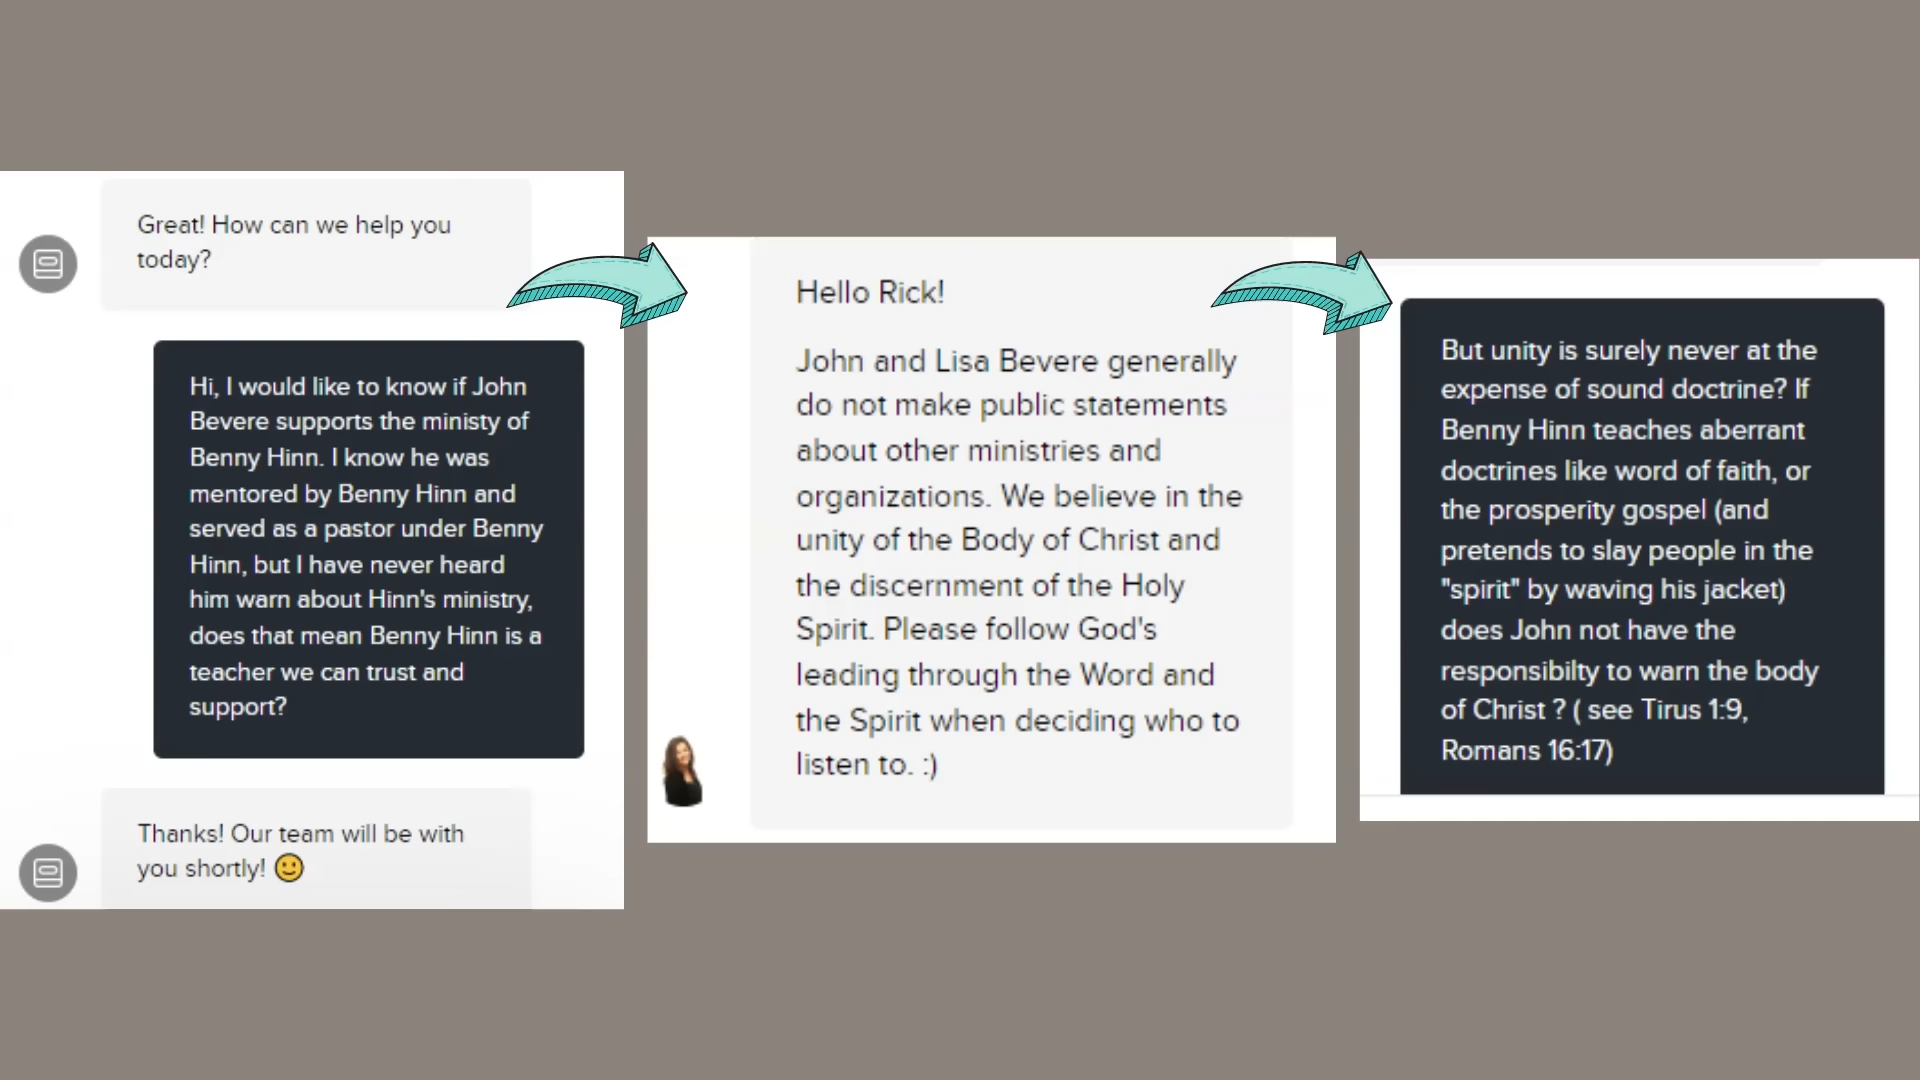 Great! How can we help you
today?
Hi, I would like to know if John
Bevere supports the ministy of
Benny Hinn. I know he was
mentored by Benny Hinn and
served as a pastor under Benny
Hinn, but I have never heard
him warn about Hinn's ministry,
does that mean Benny Hinn is a
teacher we can trust and
support?
Thanks! Our team will be with
you shortly! 🙂
Hello Rick!
John and Lisa Bevere generally
do not make public statements
about other ministries and
organizations. We believe in the
unity of the Body of Christ and
the discernment of the Holy
Spirit. Please follow God's
leading through the Word and
the Spirit when deciding who to
listen to. :)
But unity is surely never at the
expense of sound doctrine? If
Benny Hinn teaches aberrant
doctrines like word of faith, or
the prosperity gospel (and
pretends to slay people in the
"spirit" by waving his jacket)
does John not have the
responsibilty to warn the body
of Christ ? ( see Tirus 1:9,
Romans 16:17)